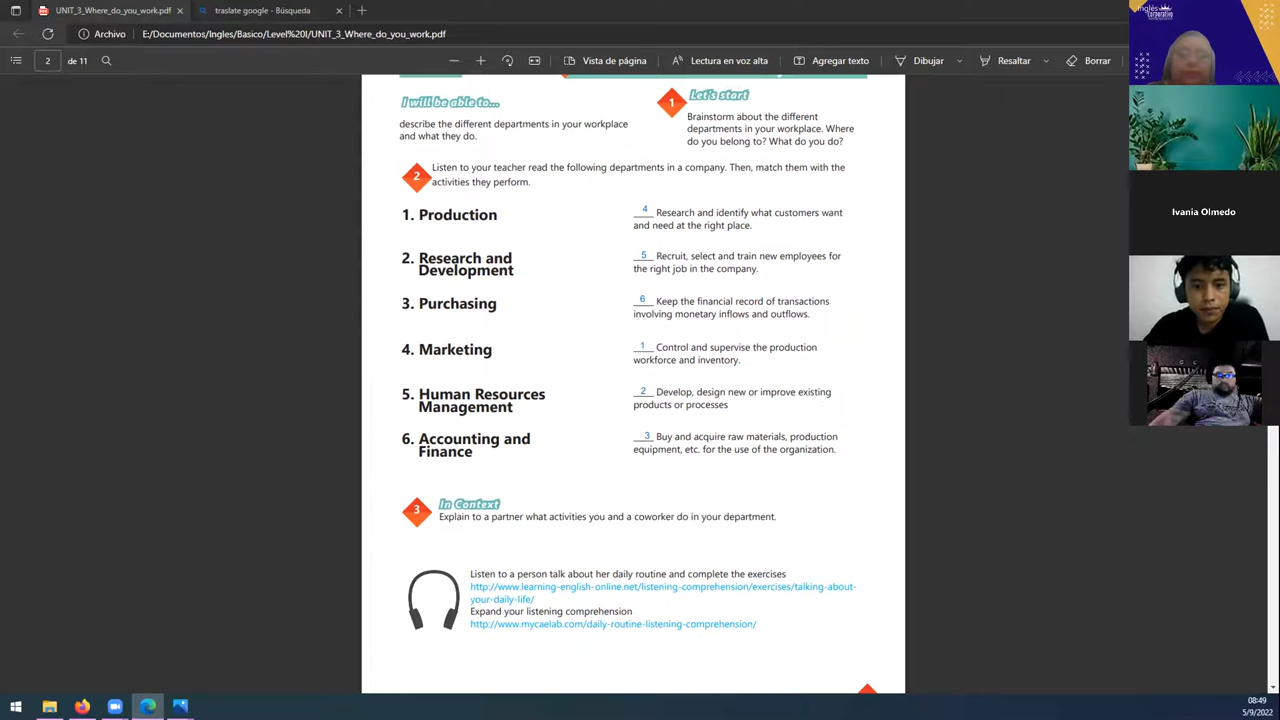 UNIT_3_Where_do_you_work.pdf
traslate google - Búsqueda
Archivo
E:/Documentos/Ingles/Basico/Level%20I/UNIT_3_Where_do_you_work.pdf
2
de 11
Vista de página
Lectura en voz alta
Agregar texto
Dibujar
Resaltar
Borrar
I will be able to...
describe the different departments in your workplace
and what they do.
1
Let's start
Brainstorm about the different
departments in your workplace. Where
do you belong to? What do you do?
2
Listen to your teacher read the following departments in a company. Then, match them with the
activities they perform.
1. Production
2. Research and
Development
3. Purchasing
4. Marketing
5. Human Resources
Management
6. Accounting and
Finance
4 Research and identify what customers want
and need at the right place.
5 Recruit, select and train new employees for
the right job in the company.
6 Keep the financial record of transactions
involving monetary inflows and outflows.
1 Control and supervise the production
workforce and inventory.
2 Develop, design new or improve existing
products or processes
3 Buy and acquire raw materials, production
equipment, etc. for the use of the organization.
3
In Context
Explain to a partner what activities you and a coworker do in your department.
Listen to a person talk about her daily routine and complete the exercises
http://www.learning-english-online.net/listening-comprehension/exercises/talking-about-
your-daily-life/
Expand your listening comprehension
http://www.mycaelab.com/daily-routine-listening-comprehension/
Inglés
Corporativo
Ivania Olmedo
08:49
5/9/2022